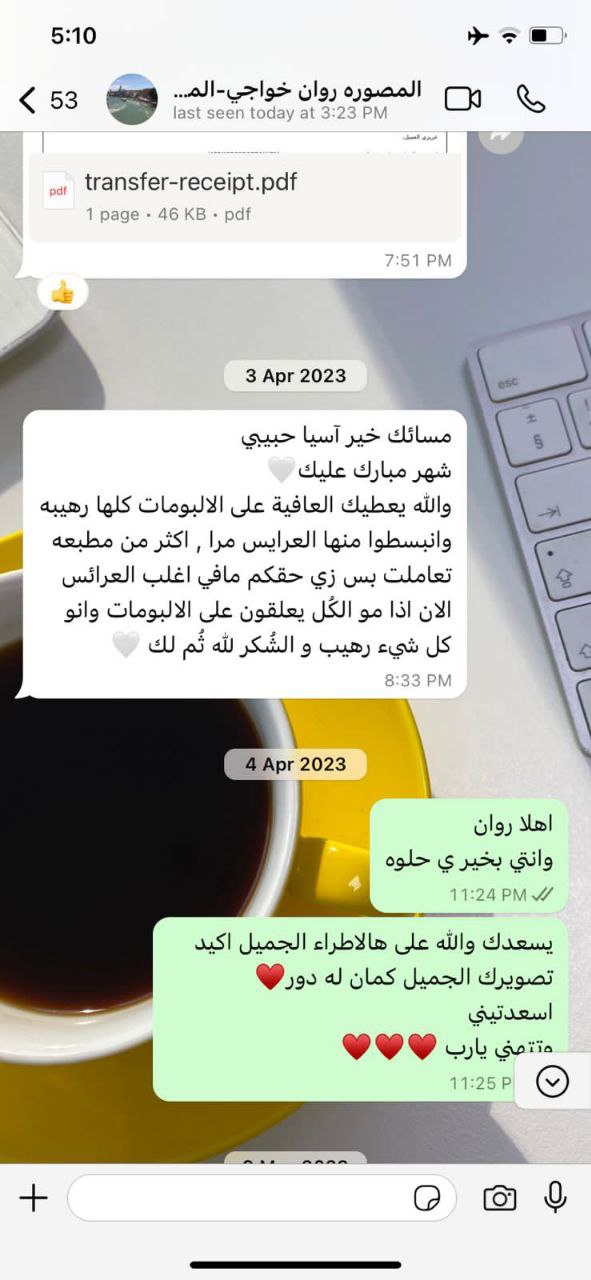 5:10
53
المصوره روان خواجي-الم...
last seen today at 3:23 PM
عزيزي العميل،
pdf
transfer-receipt.pdf
1 page • 46 KB • pdf
7:51 PM
3 Apr 2023
مسائك خير آسيا حبيبي
شهر مبارك عليك
والله يعطيك العافية على الالبومات كلها رهيبه
وانبسطوا منها العرايس مرا , اكثر من مطبعه
تعاملت بس زي حقكم مافي اغلب العرائس
الان اذا مو الكُل يعلقون على الالبومات وانو
كل شيء رهيب و الشُكر لله ثُم لك
8:33 PM
4 Apr 2023
اهلا روان
وانتي بخير ي حلوه
11:24 PM
يسعدك والله على هالاطراء الجميل اكيد
تصويرك الجميل كمان له دور
اسعدتيني
وتتهني يارب
11:25 P
esc